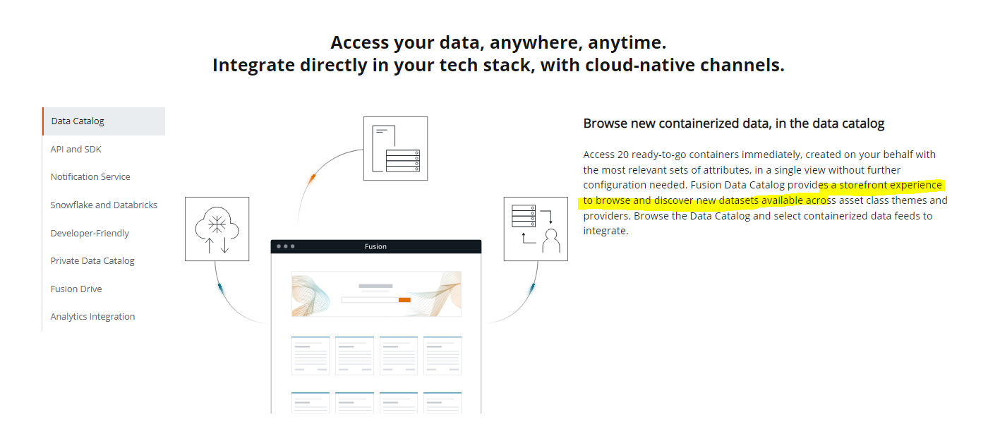 Access your data, anywhere, anytime.
Integrate directly in your tech stack, with cloud-native channels.
Data Catalog
API and SDK
Notification Service
Snowflake and Databricks
Developer-Friendly
Private Data Catalog
Fusion Drive
Analytics Integration
Fusion
Browse new containerized data, in the data catalog
Access 20 ready-to-go containers immediately, created on your behalf with
the most relevant sets of attributes, in a single view without further
configuration needed. Fusion Data Catalog provides a storefront experience
to browse and discover new datasets available across asset class themes and
providers. Browse the Data Catalog and select containerized data feeds to
integrate.